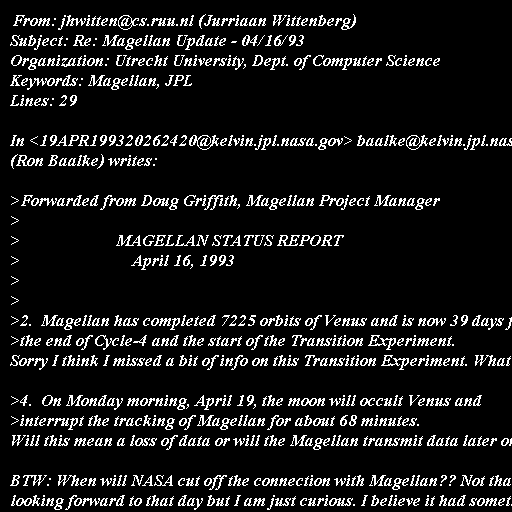 From: jhwitten@cs.ruu.nl (Jurriaan Wittenberg)
Subject: Re: Magellan Update - 04/16/93
Organization: Utrecht University, Dept. of Computer Science
Keywords: Magellan, JPL
Lines: 29

In <19APR199320262420@kelvin.jpl.nasa.gov> baalke@kelvin.jpl.nas
(Ron Baalke) writes:

>Forwarded from Doug Griffith, Magellan Project Manager
>
> MAGELLAN STATUS REPORT
> April 16, 1993
>
>
>2. Magellan has completed 7225 orbits of Venus and is now 39 days f
>the end of Cycle-4 and the start of the Transition Experiment.
Sorry I think I missed a bit of info on this Transition Experiment. What

>4. On Monday morning, April 19, the moon will occult Venus and
>interrupt the tracking of Magellan for about 68 minutes.
Will this mean a loss of data or will the Magellan transmit data later on

BTW: When will NASA cut off the connection with Magellan?? Not tha
looking forward to that day but I am just curious. I believe it had somet